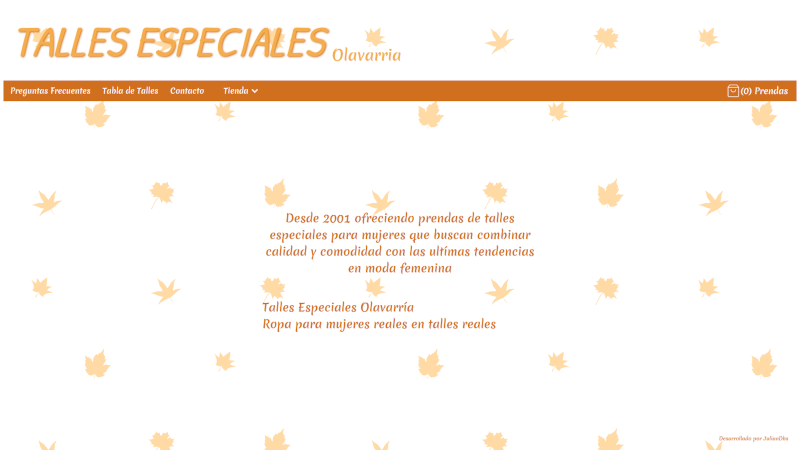 TALLES ESPECIALES Olavarria
Preguntas Frecuentes Tabla de Talles Contacto Tienda (0) Prendas
Desde 2001 ofreciendo prendas de talles
especiales para mujeres que buscan combinar
calidad y comodidad con las ultimas tendencias
en moda femenina
Talles Especiales Olavarría
Ropa para mujeres reales en talles reales
Desarrollado por JulianOks